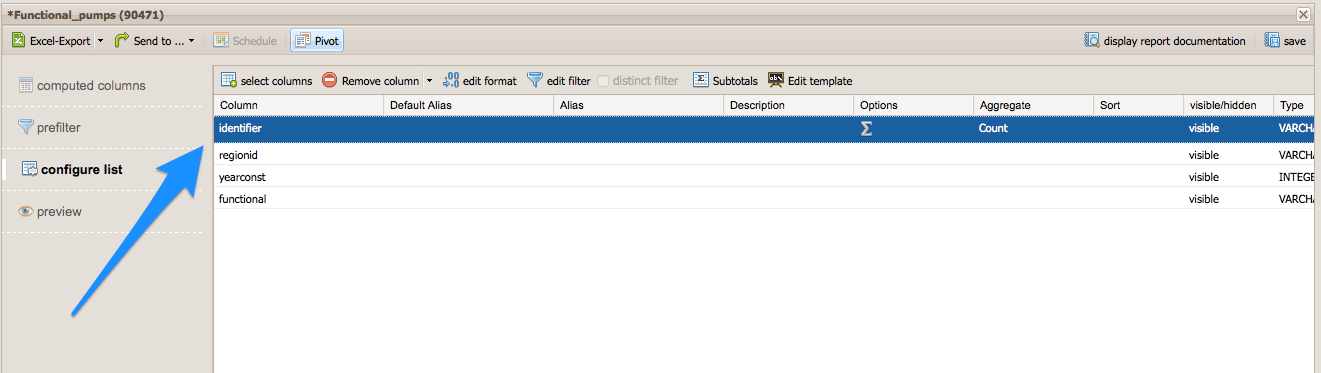 *Functional_pumps (90471)
Excel-Export Send to ... Schedule Pivot display report documentation save
computed columns
prefilter
configure list
preview
select columns Remove column edit format edit filter distinct filter Subtotals Edit template
Column Default Alias Alias Description Options Aggregate Sort visible/hidden Type
identifier Σ Count visible VARCHA
regionid visible VARCHA
yearconst visible INTEGE
functional visible VARCHA